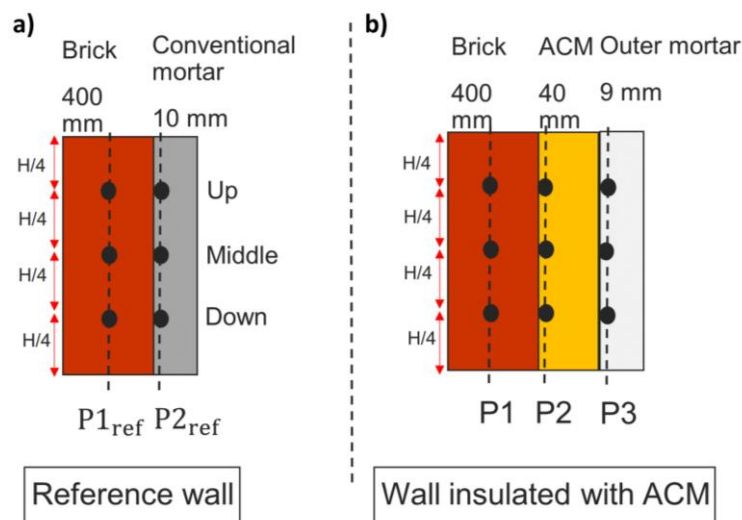 a)
Brick
Conventional
mortar
400
mm
10 mm
H/4
H/4
H/4
H/4
Up
Middle
Down
P1ref
P2ref
Reference wall
b)
Brick
ACM
Outer mortar
400
mm
40
mm
9 mm
H/4
H/4
H/4
H/4
P1
P2
P3
Wall insulated with ACM